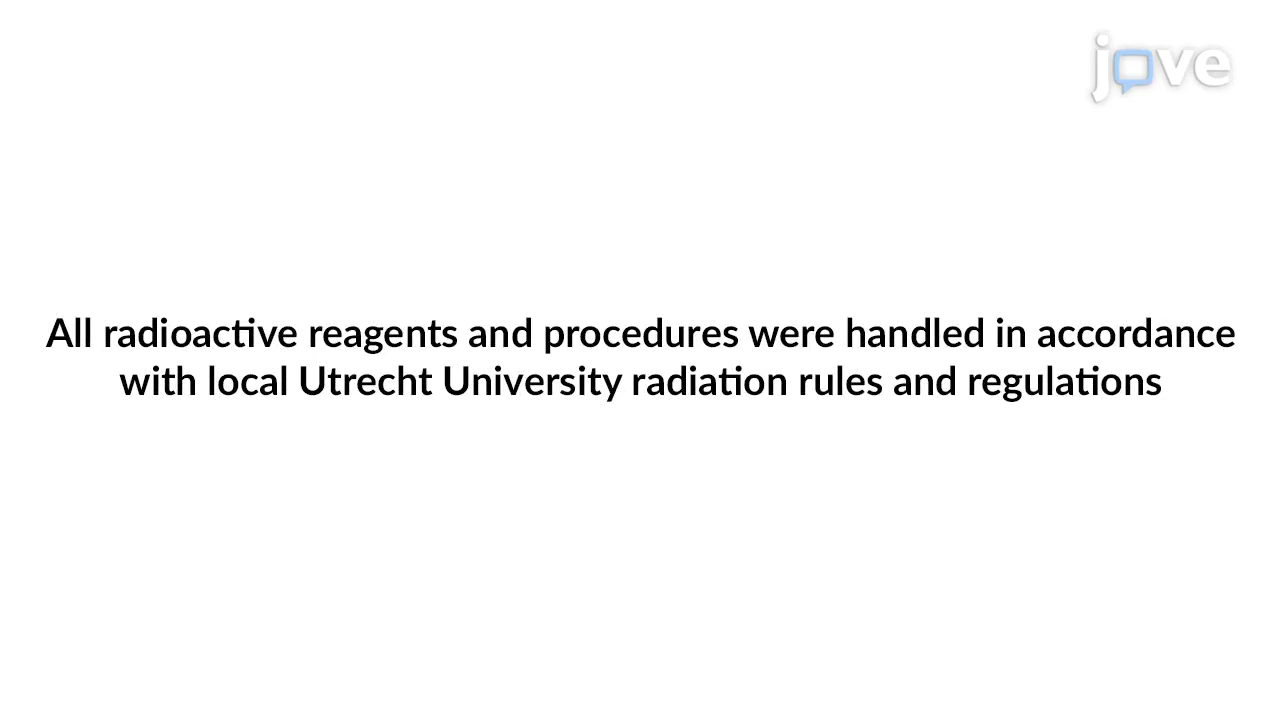 jove
All radioactive reagents and procedures were handled in accordance
with local Utrecht University radiation rules and regulations